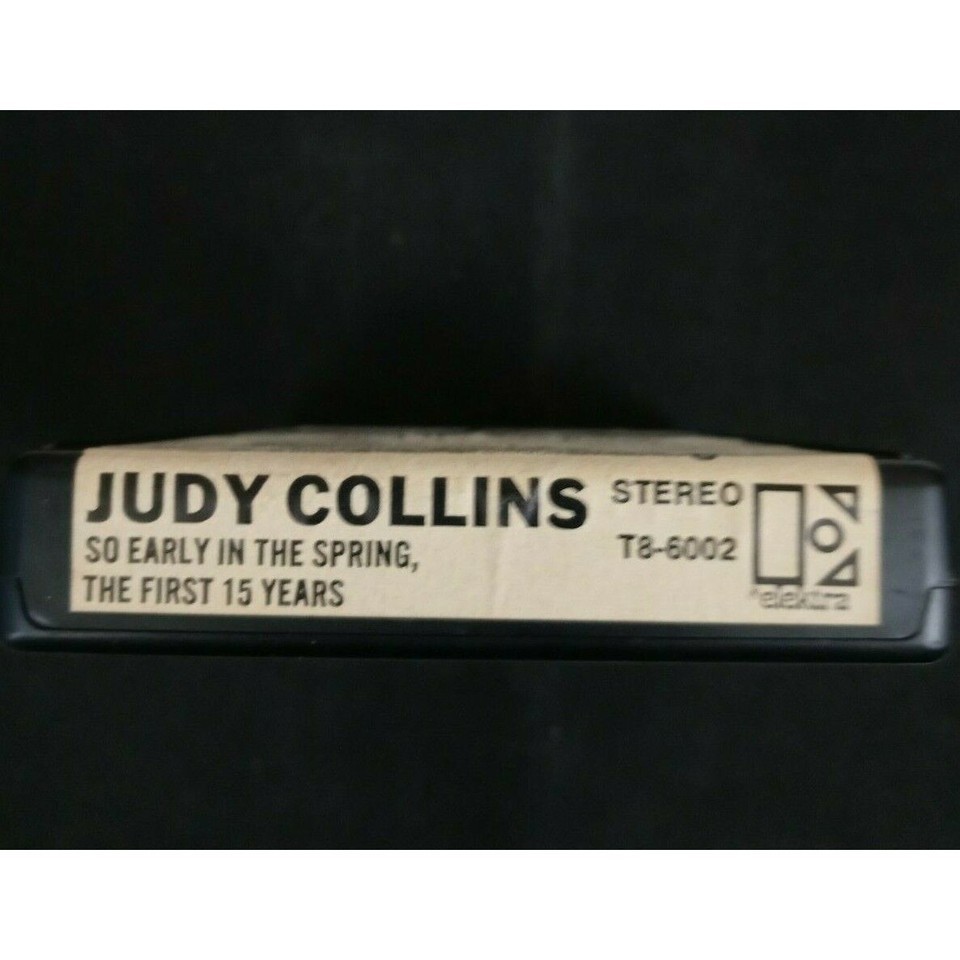 JUDY COLLINS
SO EARLY IN THE SPRING,
THE FIRST 15 YEARS
STEREO
T8-6002
elektra